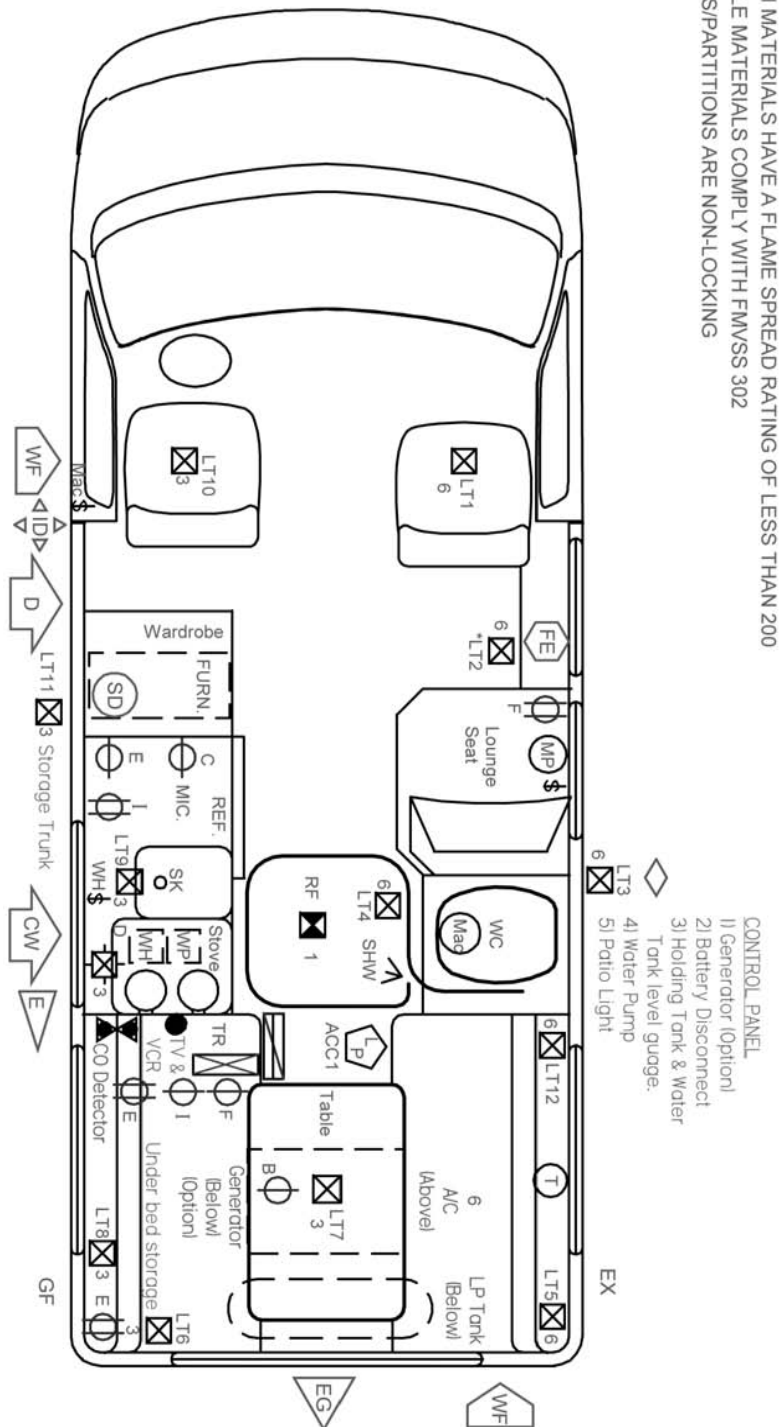 MATERIALS HAVE A FLAME SPREAD RATING OF LESS THAN 200
LE MATERIALS COMPLY WITH FMVSS 302
S/PARTITIONS ARE NON-LOCKING
CONTROL PANEL
1) Generator (Option)
2) Battery Disconnect
3) Holding Tank & Water
Tank level guage.
4) Water Pump
5) Patio Light
EX
WF
LT3
6
LT1
6
6
*LT2
FE
F
MP
$
Lounge
Seat
WC
Mac
6
LT12
T
LT5
6
6
A/C
(Above)
LP Tank
(Below)
6
LT4
SHW
RF
1
LP
ACC1
Table
LT7
3
B
EG
LT10
3
Wardrobe
FURN.
SD
C
MIC.
REF.
E
I
SK
LT9
3
WH$
Stove
WP
WH
D
3
TR
TV &
VCR
F
I
E
CO Detector
Generator
(Below)
(Option)
Under bed storage
LT8
3
LT6
3
E
GF
WF
Mac$
ID
D
LT11
3
Storage Trunk
CW
E